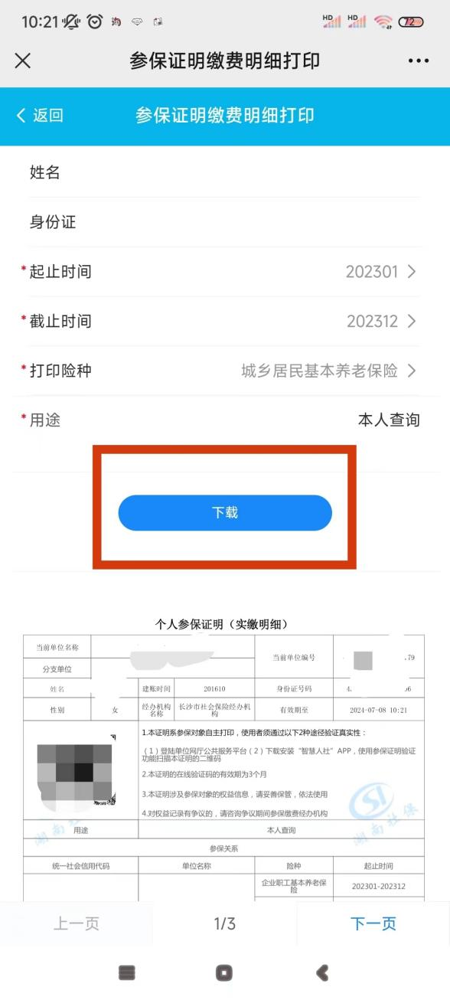 10:21
HD HD 72
参保证明缴费明细打印
返回 参保证明缴费明细打印
姓名
身份证
*起止时间 202301
*截止时间 202312
*打印险种 城乡居民基本养老保险
*用途 本人查询
下载
个人参保证明（实缴明细）
当前单位名称 当前单位编号 .79
分支单位
姓名 建账时间 201610 身份证号码 4. 06
性别 女 经办机构名称 长沙市社会保险经办机构 有效期至 2024-07-08 10:21
1.本证明系参保对象自主打印，使用者须通过以下2种途径验证真实性：
（1）登陆单位网厅公共服务平台（2）下载安装“智慧人社”APP，使用参保证明验证
功能扫描本证明的二维码
2.本证明的在线验证码的有效期为3个月
3.本证明涉及参保对象的权益信息，请妥善保管，依法使用
4.对权益记录有争议的，请咨询争议期间参保缴费经办机构
湖南社保
湖南社
用途 本人查询
参保关系
统一社会信用代码 单位名称 险种 起止时间
企业职工基本养老保险 202301-202312
上一页 1/3 下一页